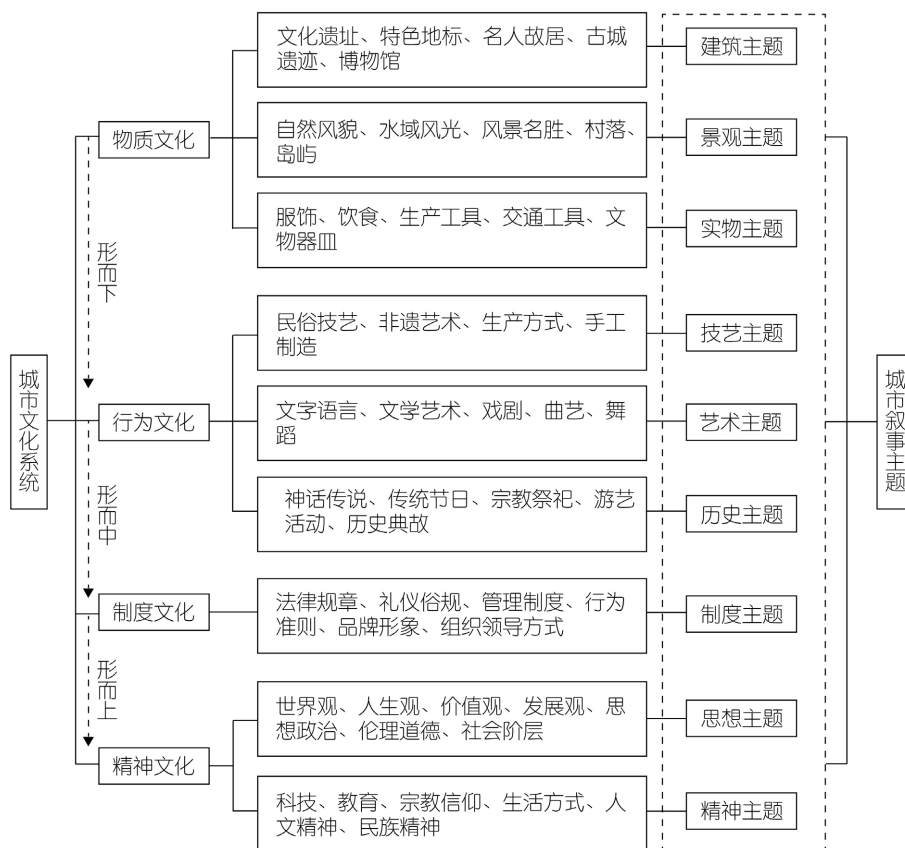 城市文化系统
形而下
形而中
形而上
物质文化
文化遗址、特色地标、名人故居、古城
遗迹、博物馆
建筑主题
自然风貌、水域风光、风景名胜、村落、
岛屿
景观主题
服饰、饮食、生产工具、交通工具、文
物器皿
实物主题
行为文化
民俗技艺、非遗艺术、生产方式、手工
制造
技艺主题
文字语言、文学艺术、戏剧、曲艺、舞
蹈
艺术主题
神话传说、传统节日、宗教祭祀、游艺
活动、历史典故
历史主题
制度文化
法律规章、礼仪俗规、管理制度、行为
准则、品牌形象、组织领导方式
制度主题
精神文化
世界观、人生观、价值观、发展观、思
想政治、伦理道德、社会阶层
思想主题
科技、教育、宗教信仰、生活方式、人
文精神、民族精神
精神主题
城市叙事主题